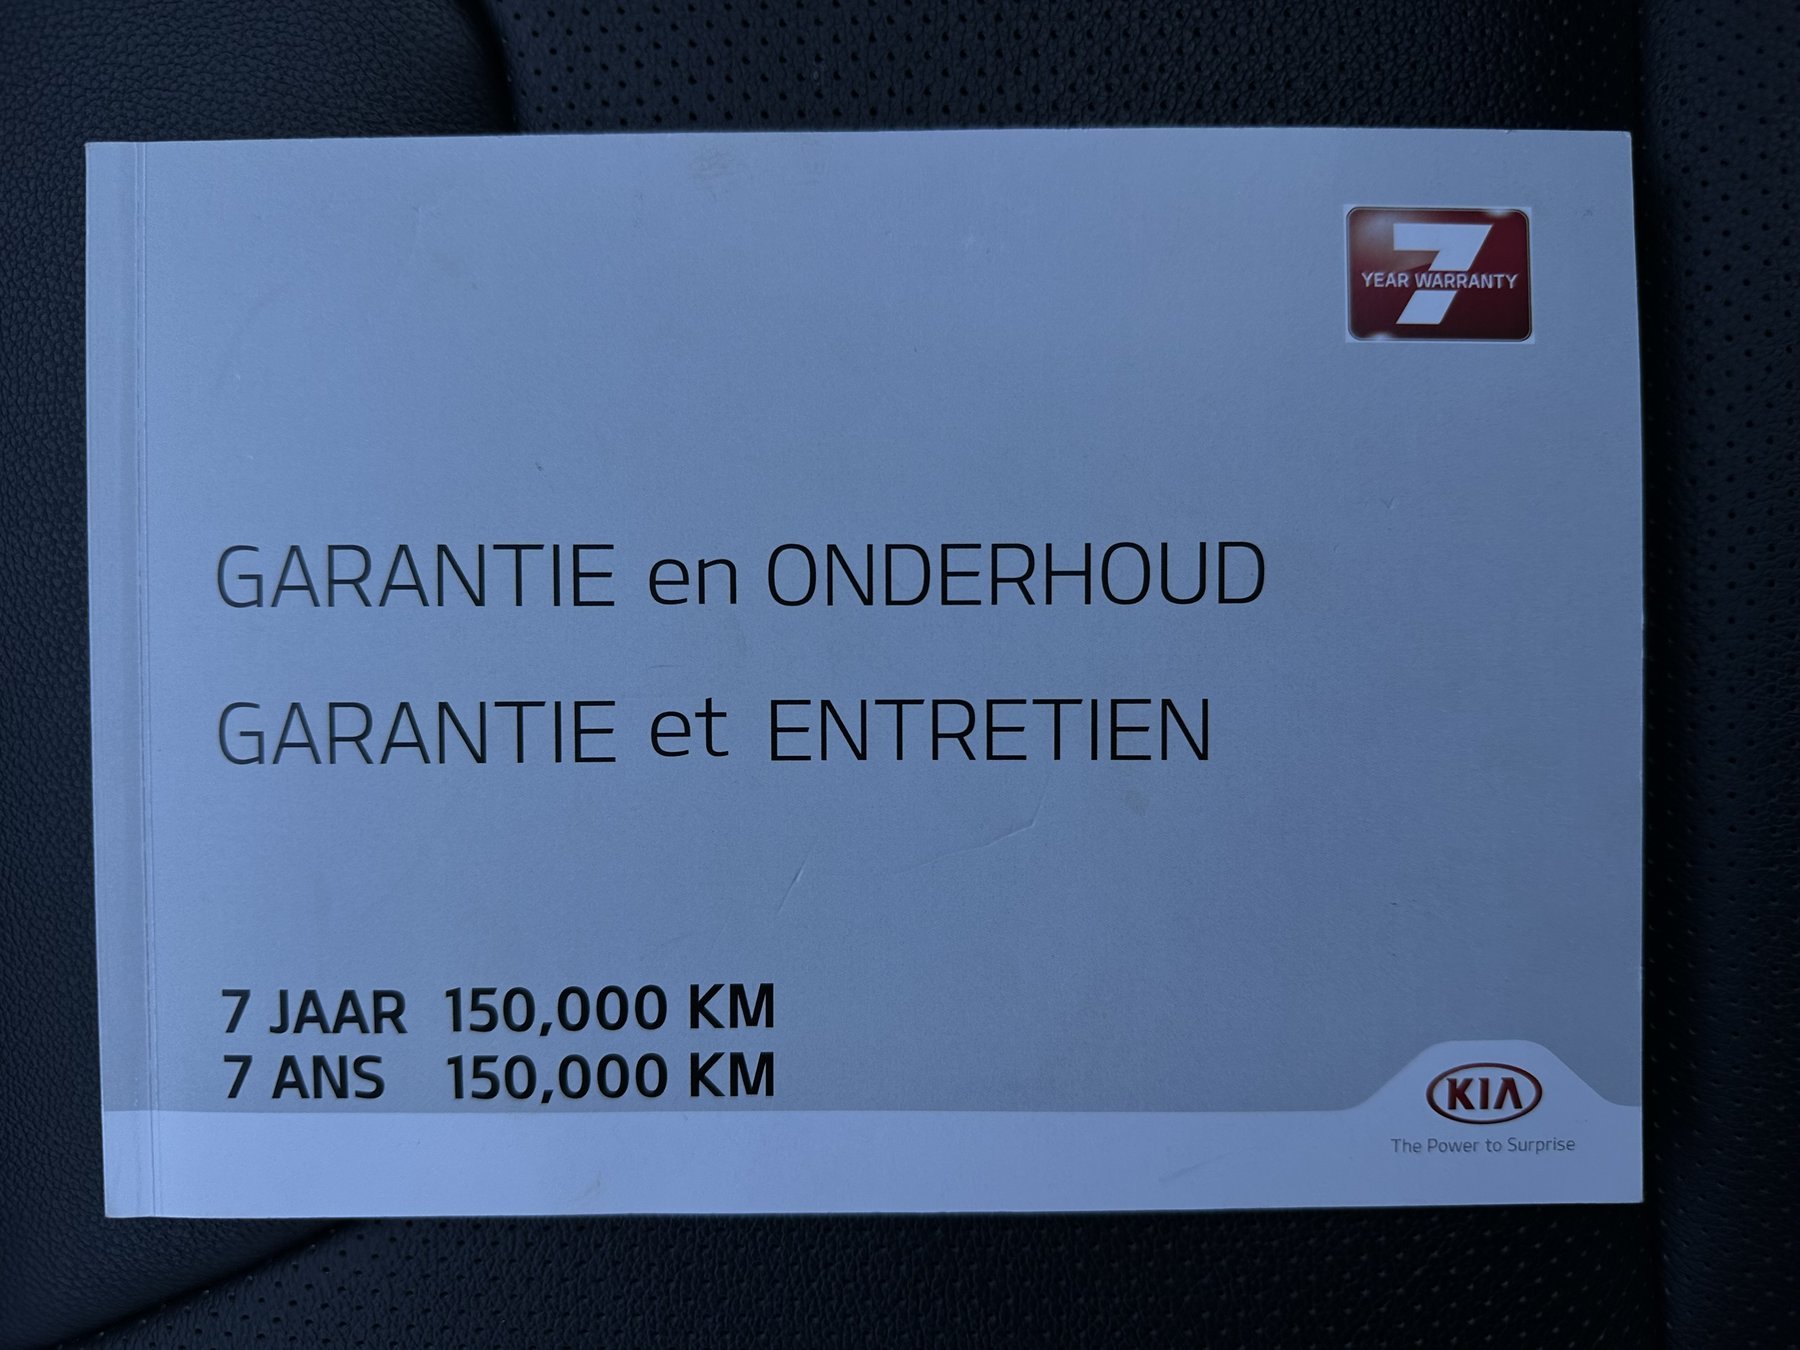 7
YEAR WARRANTY
GARANTIE en ONDERHOUD
GARANTIE et ENTRETIEN
7 JAAR 150,000 KM
7 ANS 150,000 KM
KIA
The Power to Surprise